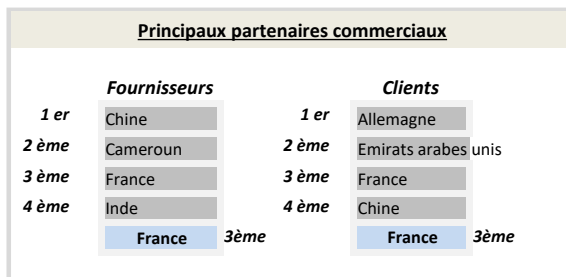 Principaux partenaires commerciaux
Fournisseurs Clients
1 er Chine 1 er Allemagne
2 ème Cameroun 2 ème Emirats arabes unis
3 ème France 3 ème France
4 ème Inde 4 ème Chine
France 3ème France 3ème